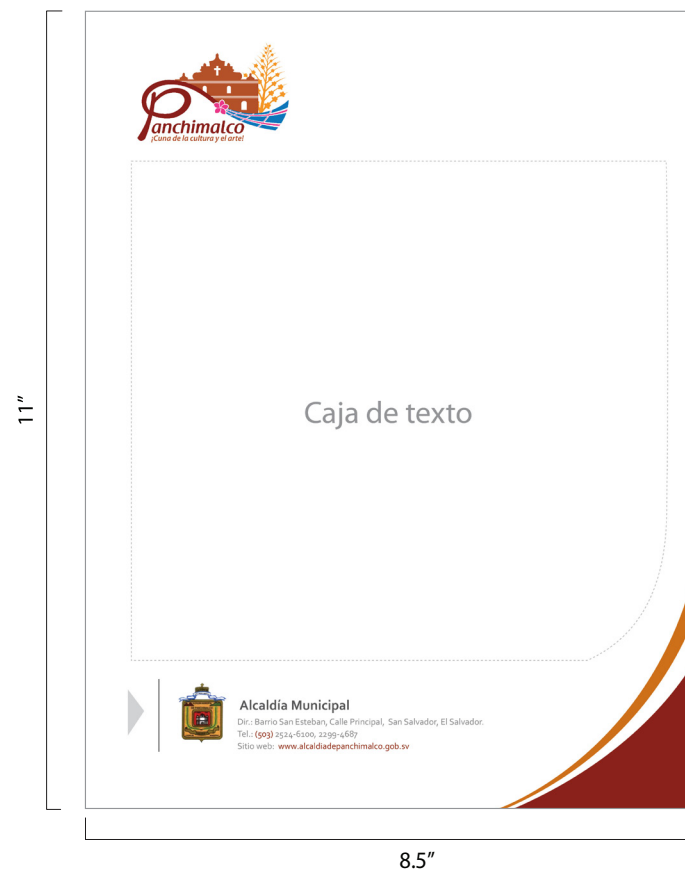 Panchimalco
¡Cuna de la cultura y el arte!
11”
Caja de texto
Alcaldía Municipal
Dir.: Barrio San Esteban, Calle Principal, San Salvador, El Salvador.
Tel.: (503) 2524-6100, 2299-4687
Sitio web: www.alcaldiadepanchimalco.gob.sv
8.5”